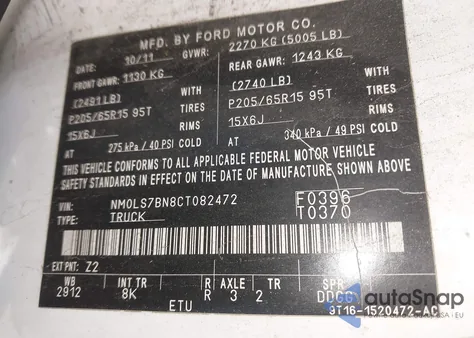 MFD. BY FORD MOTOR CO.
DATE: 10/11 GVWR: 2270 KG (5005 LB)
FRONT GAWR: 1130 KG REAR GAWR: 1243 KG
(2491 LB) WITH (2740 LB) WITH
P205/65R15 95T TIRES P205/65R15 95T TIRES
15X6J RIMS 15X6J RIMS
AT 275 kPa / 40 PSI COLD AT 340 kPa / 49 PSI COLD
THIS VEHICLE CONFORMS TO ALL APPLICABLE FEDERAL MOTOR VEHICLE
SAFETY STANDARDS IN EFFECT ON THE DATE OF MANUFACTURE SHOWN ABOVE
VIN: NM0LS7BN8CT082472 F0396
TYPE: TRUCK T0370
EXT PNT: Z2
WB INT TR R AXLE TR SPR
2912 8K R 3 2 DDGG
ETU
9T16-1520472-AC
autoSnap